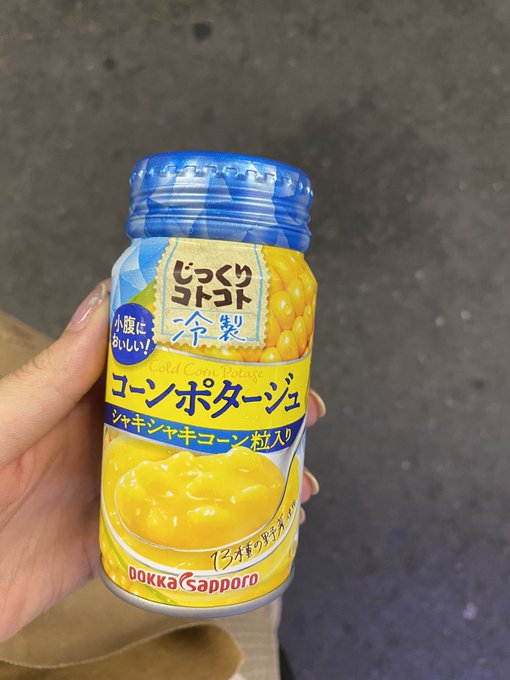 じっくり
コトコト
冷製
小腹に
おいしい!
Cold Corn Potage
コーンポタージュ
シャキシャキコーン粒入り
13種の野菜
pokka sapporo